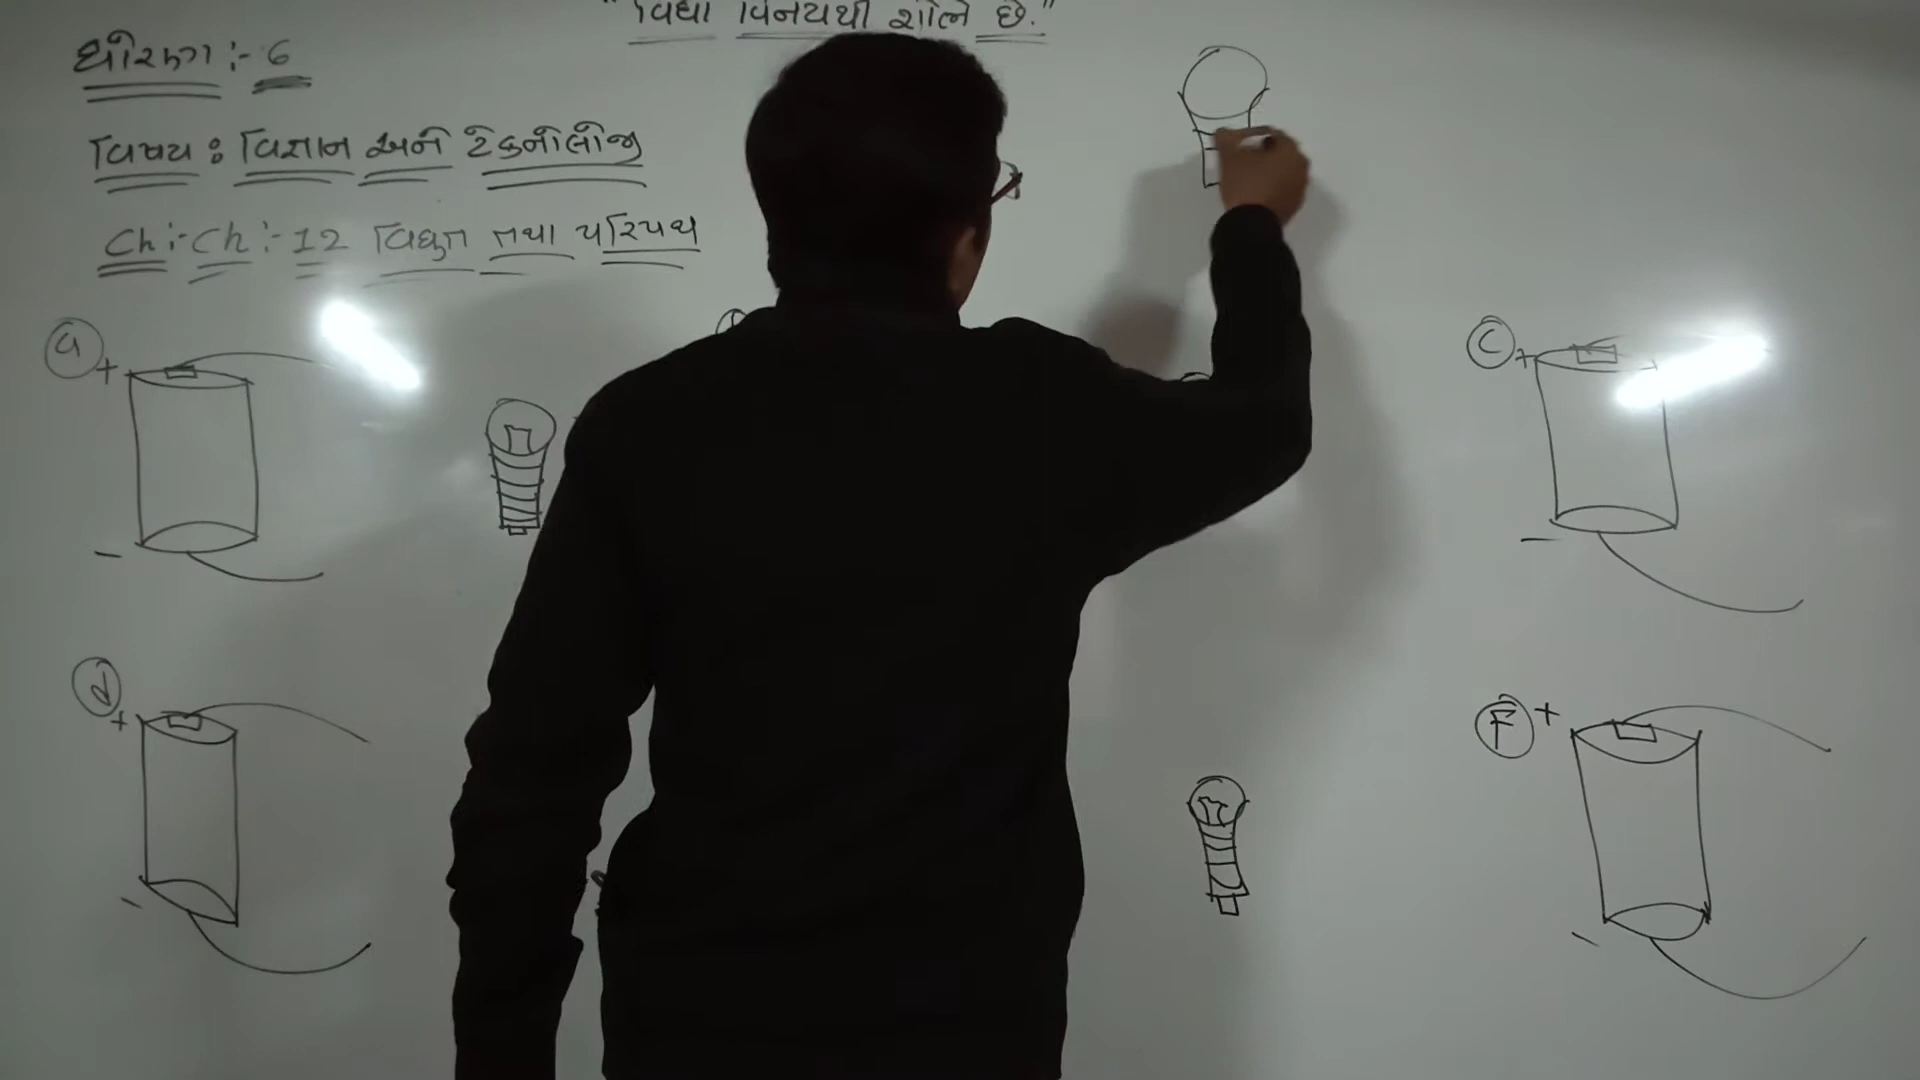 "વિદ્યા વિનયથી શોભે છે."
ધોરણ :- 6
વિષય : વિજ્ઞાન અને ટેકનોલોજી
Ch :- Ch :- 12 વિદ્યુત તથા પરિપથ
a +
c +
-
-
d +
F +
-
-